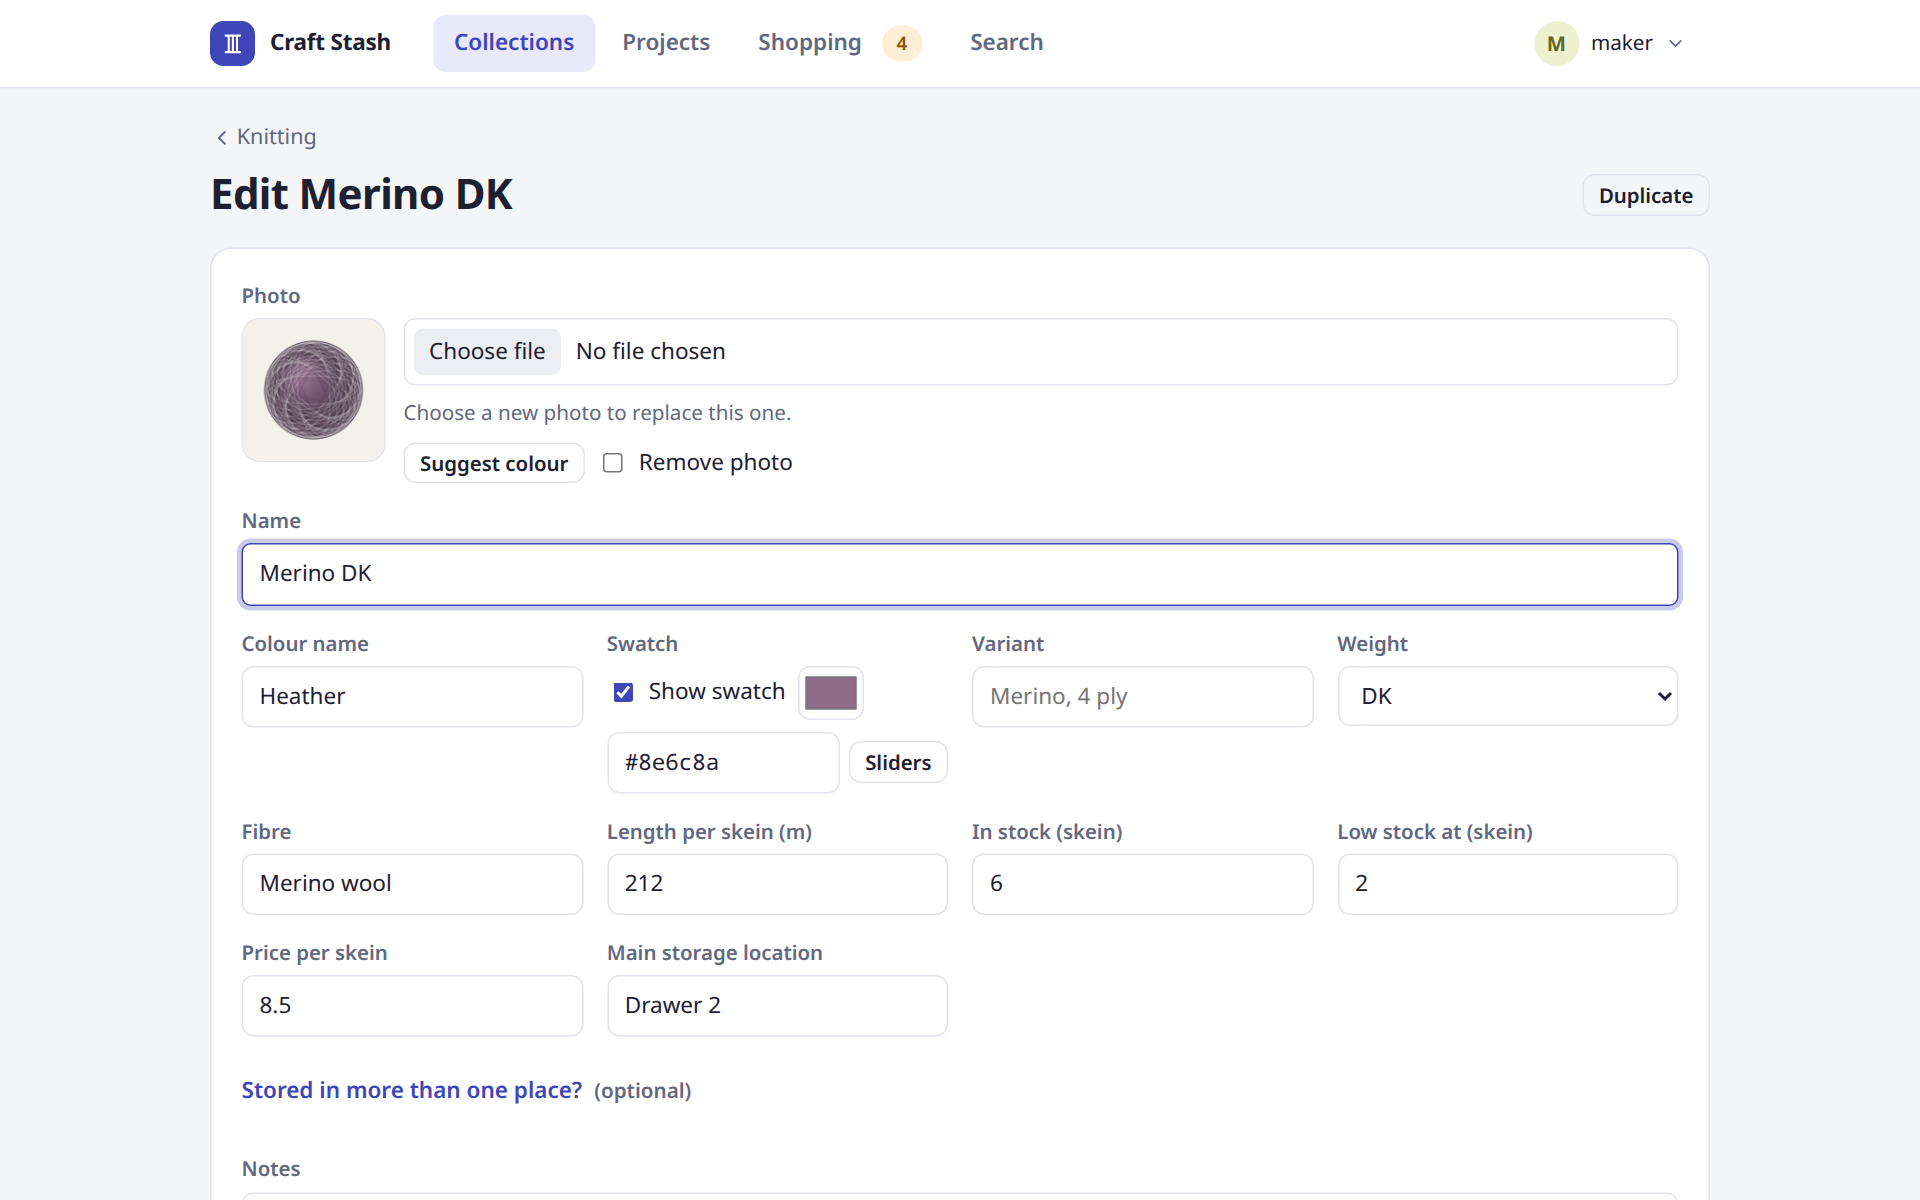 Craft Stash Collections Projects Shopping 4 Search M maker
Knitting
Edit Merino DK
Duplicate
Photo
Choose file No file chosen
Choose a new photo to replace this one.
Suggest colour Remove photo
Name
Merino DK
Colour name Swatch Variant Weight
Heather Show swatch Merino, 4 ply DK
#8e6c8a Sliders
Fibre Length per skein (m) In stock (skein) Low stock at (skein)
Merino wool 212 6 2
Price per skein Main storage location
8.5 Drawer 2
Stored in more than one place? (optional)
Notes